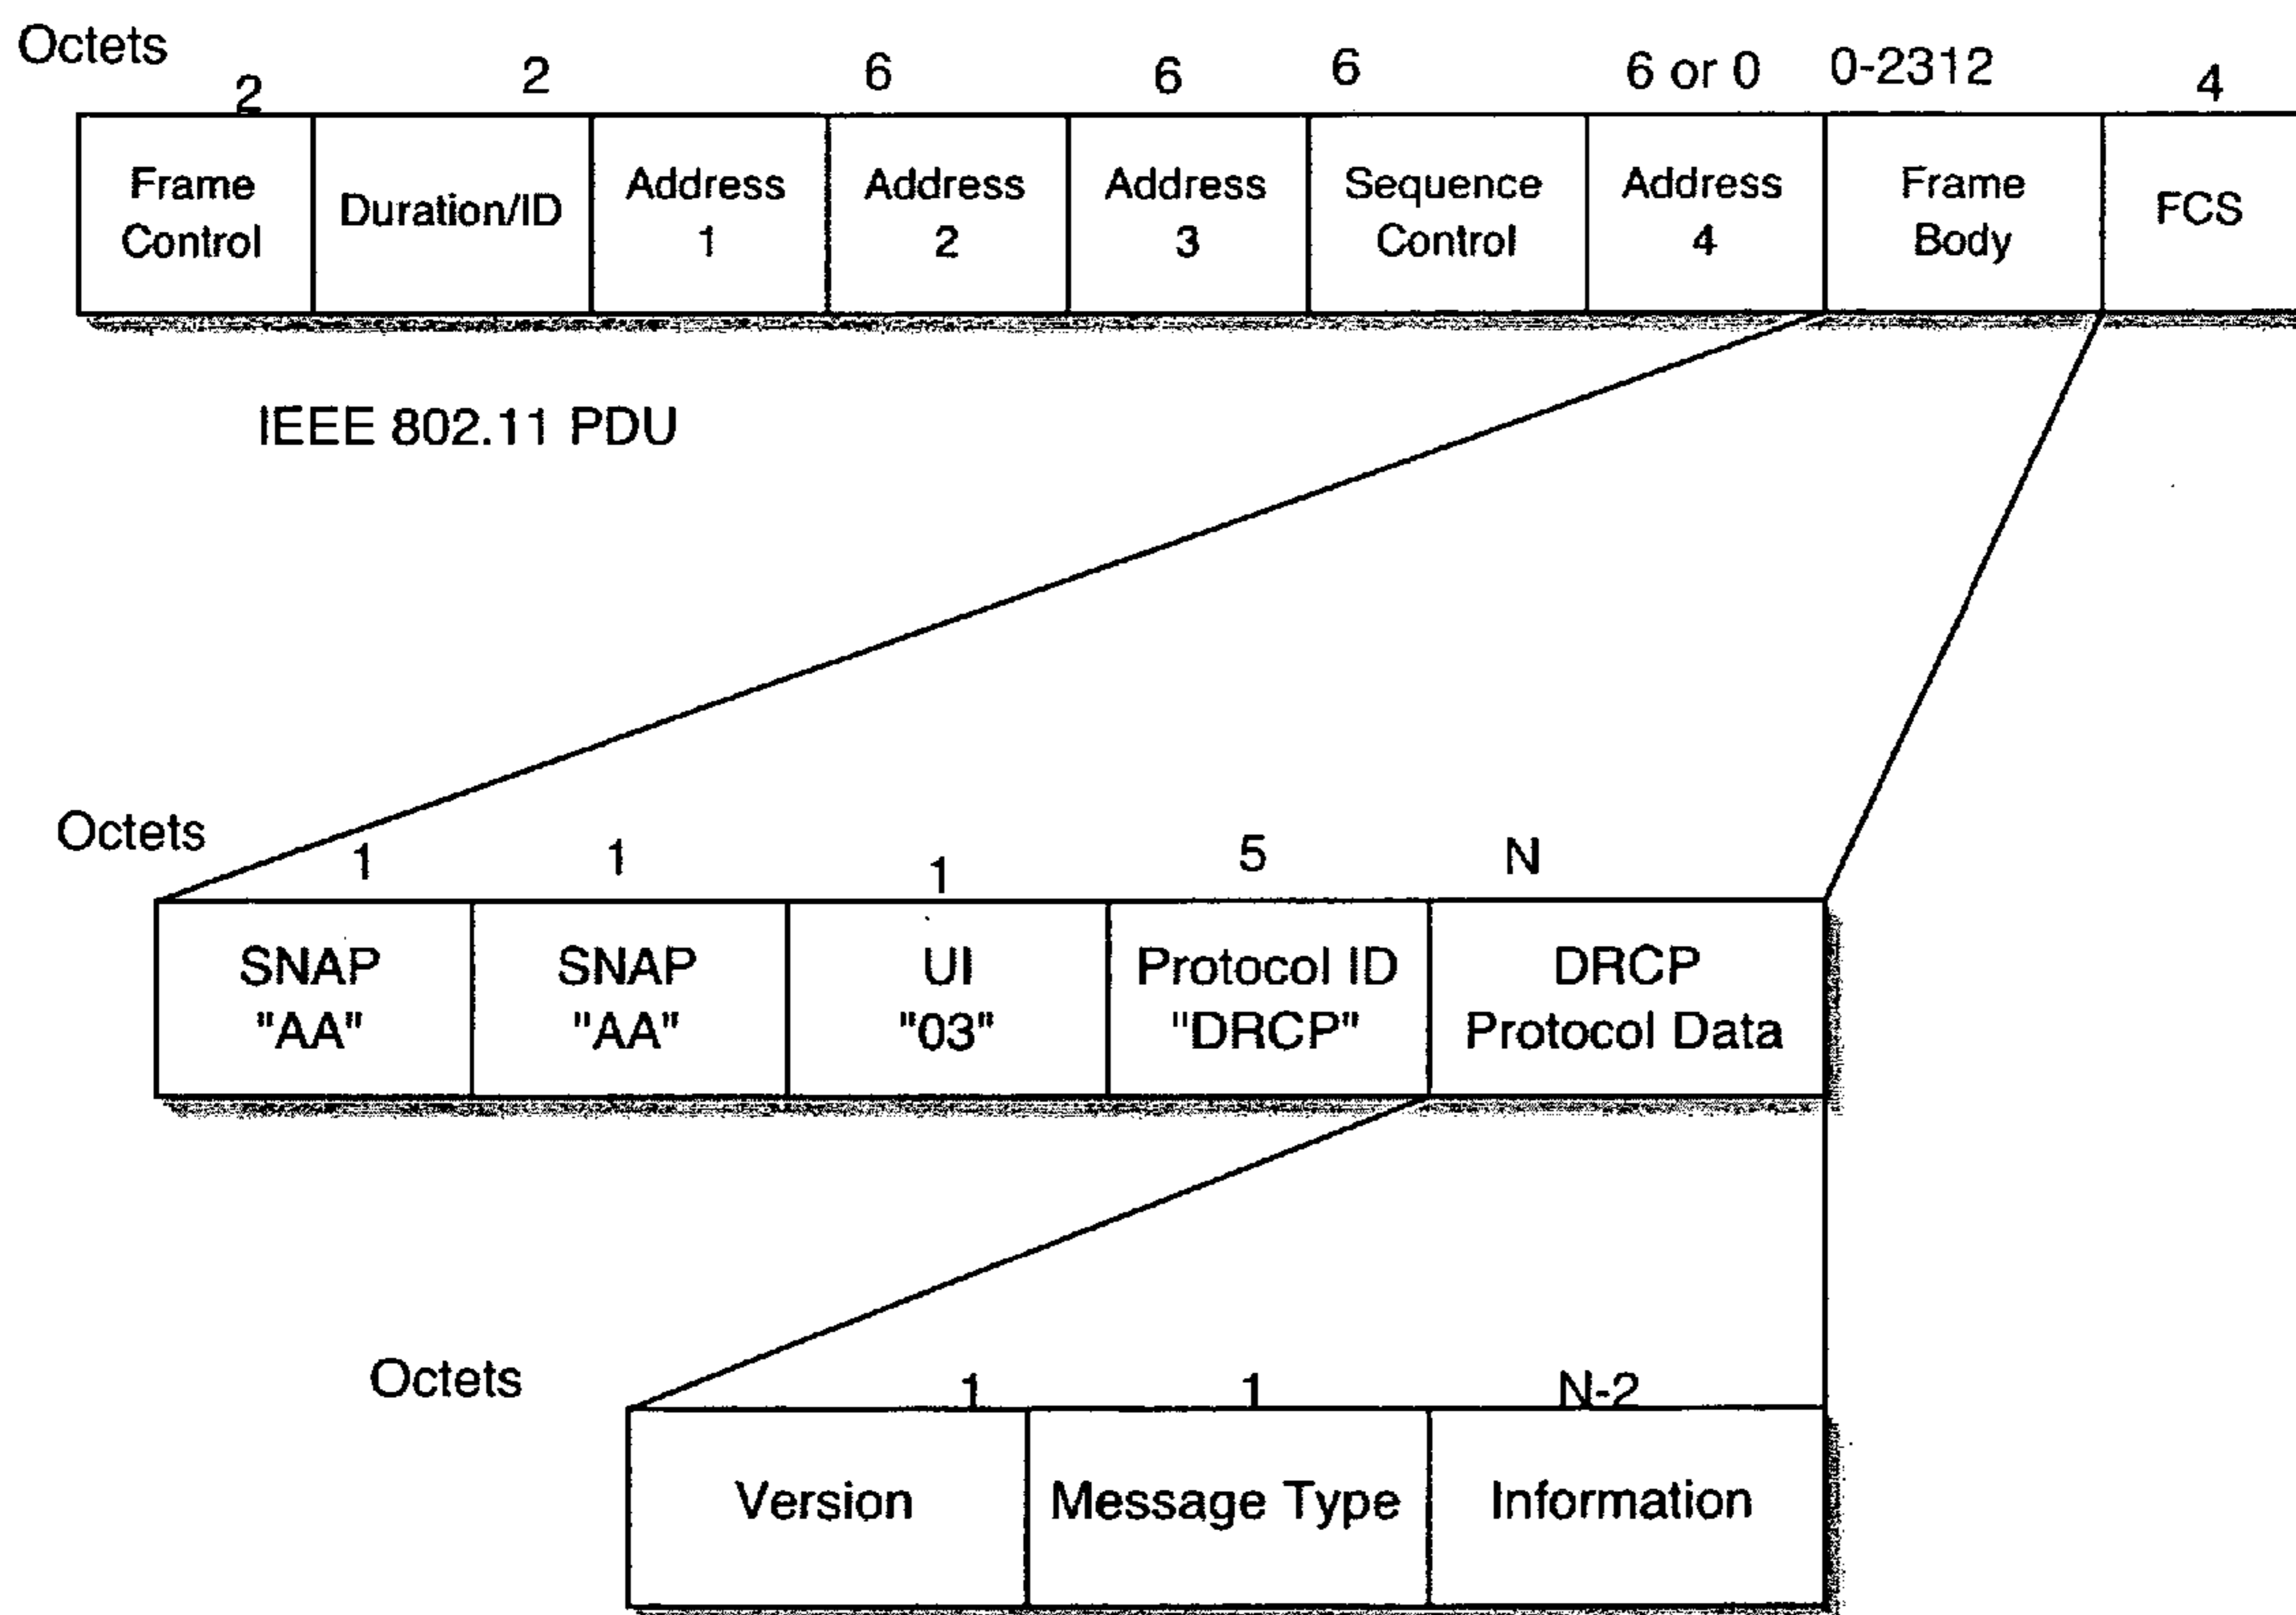 Octets 2 2 6 6 6 6 or 0 0-2312 4
Frame Control Duration/ID Address 1 Address 2 Address 3 Sequence Control Address 4 Frame Body FCS
IEEE 802.11 PDU
Octets 1 1 1 5 N
SNAP "AA" SNAP "AA" UI "03" Protocol ID "DRCP" DRCP Protocol Data
Octets 1 1 N-2
Version Message Type Information